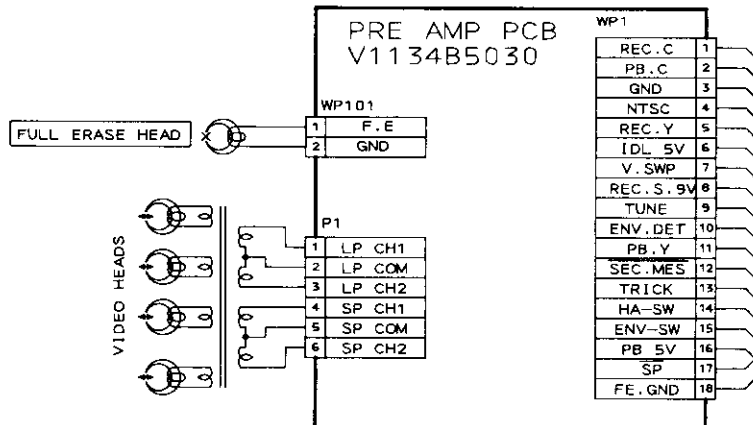 PRE AMP PCB
V1134B5030
WP101
1 F.E
2 GND
FULL ERASE HEAD
VIDEO HEADS
P1
1 LP CH1
2 LP COM
3 LP CH2
4 SP CH1
5 SP COM
6 SP CH2
WP1
REC.C 1
PB.C 2
GND 3
NTSC 4
REC.Y 5
IDL 5V 6
V.SWP 7
REC.S.9V 8
TUNE 9
ENV.DET 10
PB.Y 11
SEC.MES 12
TRICK 13
HA-SW 14
ENV-SW 15
PB 5V 16
SP 17
FE.GND 18